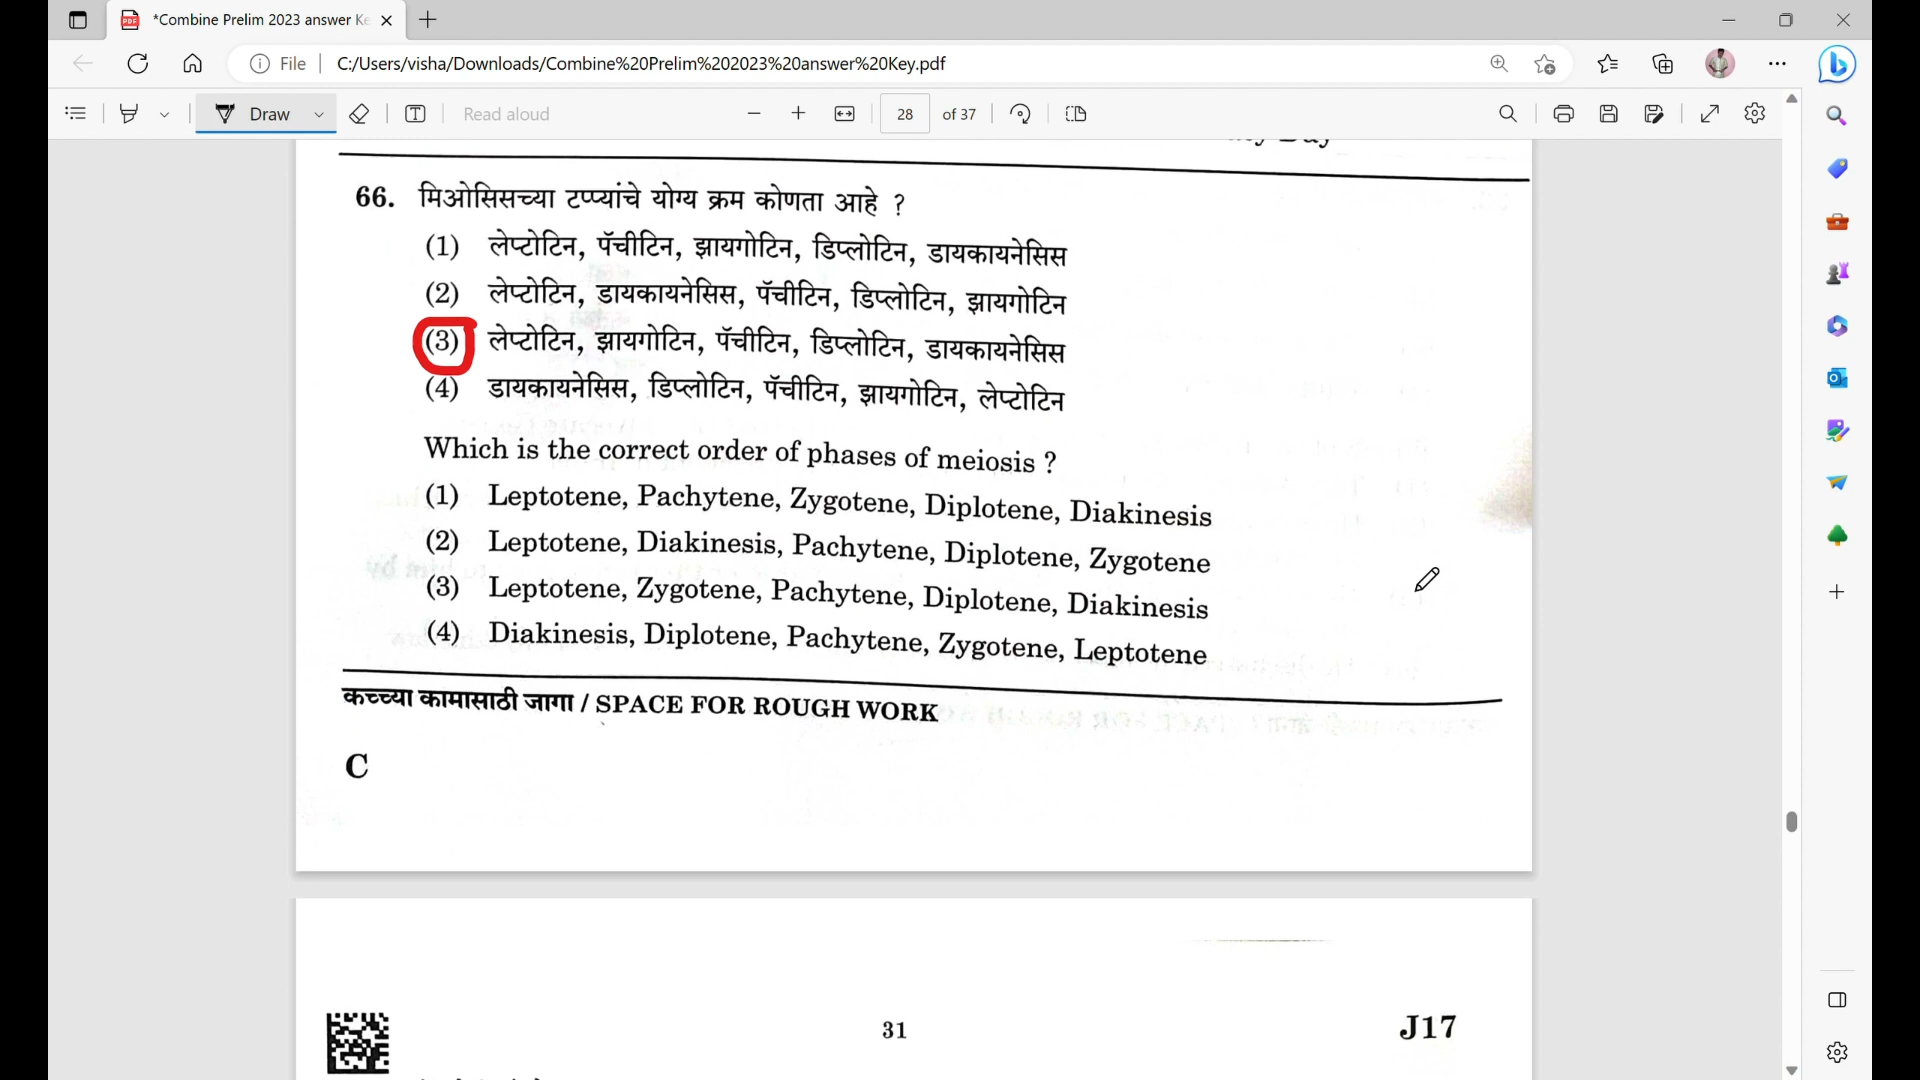 *Combine Prelim 2023 answer Ke
File
C:/Users/visha/Downloads/Combine%20Prelim%202023%20answer%20Key.pdf
Draw
Read aloud
28 of 37
Day
66. मिओसिसच्या टप्प्यांचे योग्य क्रम कोणता आहे ?
(1) लेप्टोटिन, पॅचीटिन, झायगोटिन, डिप्लोटिन, डायकायनेसिस
(2) लेप्टोटिन, डायकायनेसिस, पॅचीटिन, डिप्लोटिन, झायगोटिन
(3) लेप्टोटिन, झायगोटिन, पॅचीटिन, डिप्लोटिन, डायकायनेसिस
(4) डायकायनेसिस, डिप्लोटिन, पॅचीटिन, झायगोटिन, लेप्टोटिन
Which is the correct order of phases of meiosis ?
(1) Leptotene, Pachytene, Zygotene, Diplotene, Diakinesis
(2) Leptotene, Diakinesis, Pachytene, Diplotene, Zygotene
(3) Leptotene, Zygotene, Pachytene, Diplotene, Diakinesis
(4) Diakinesis, Diplotene, Pachytene, Zygotene, Leptotene
कच्च्या कामासाठी जागा / SPACE FOR ROUGH WORK
C
31
J17